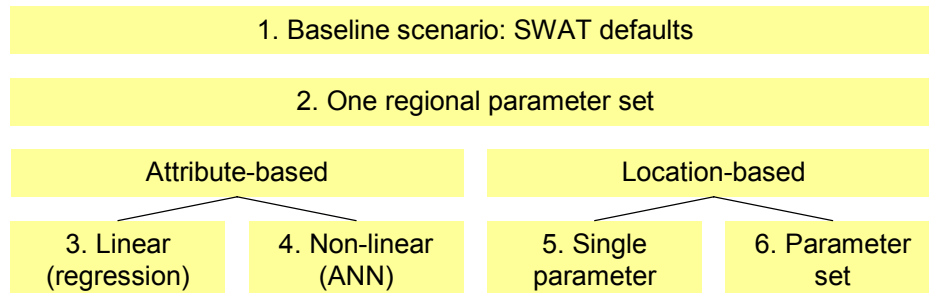 1. Baseline scenario: SWAT defaults
2. One regional parameter set
Attribute-based
Location-based
3. Linear
(regression)
4. Non-linear
(ANN)
5. Single
parameter
6. Parameter
set